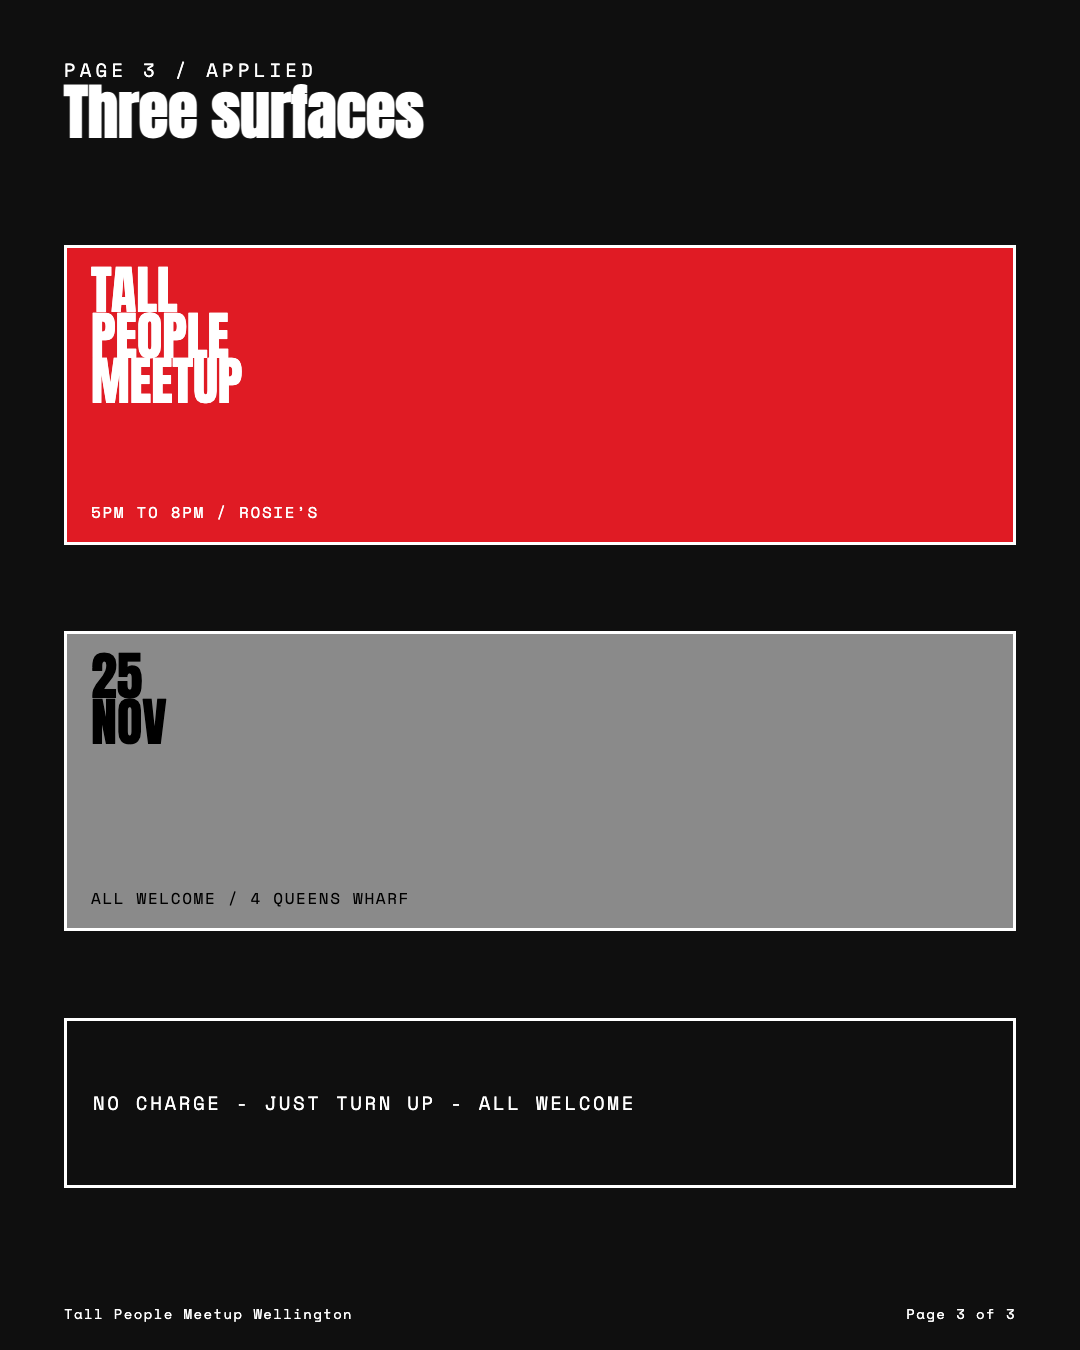 PAGE 3 / APPLIED
Three surfaces
TALL
PEOPLE
MEETUP
5PM TO 8PM / ROSIE'S
25
NOV
ALL WELCOME / 4 QUEENS WHARF
NO CHARGE - JUST TURN UP - ALL WELCOME
Tall People Meetup Wellington
Page 3 of 3